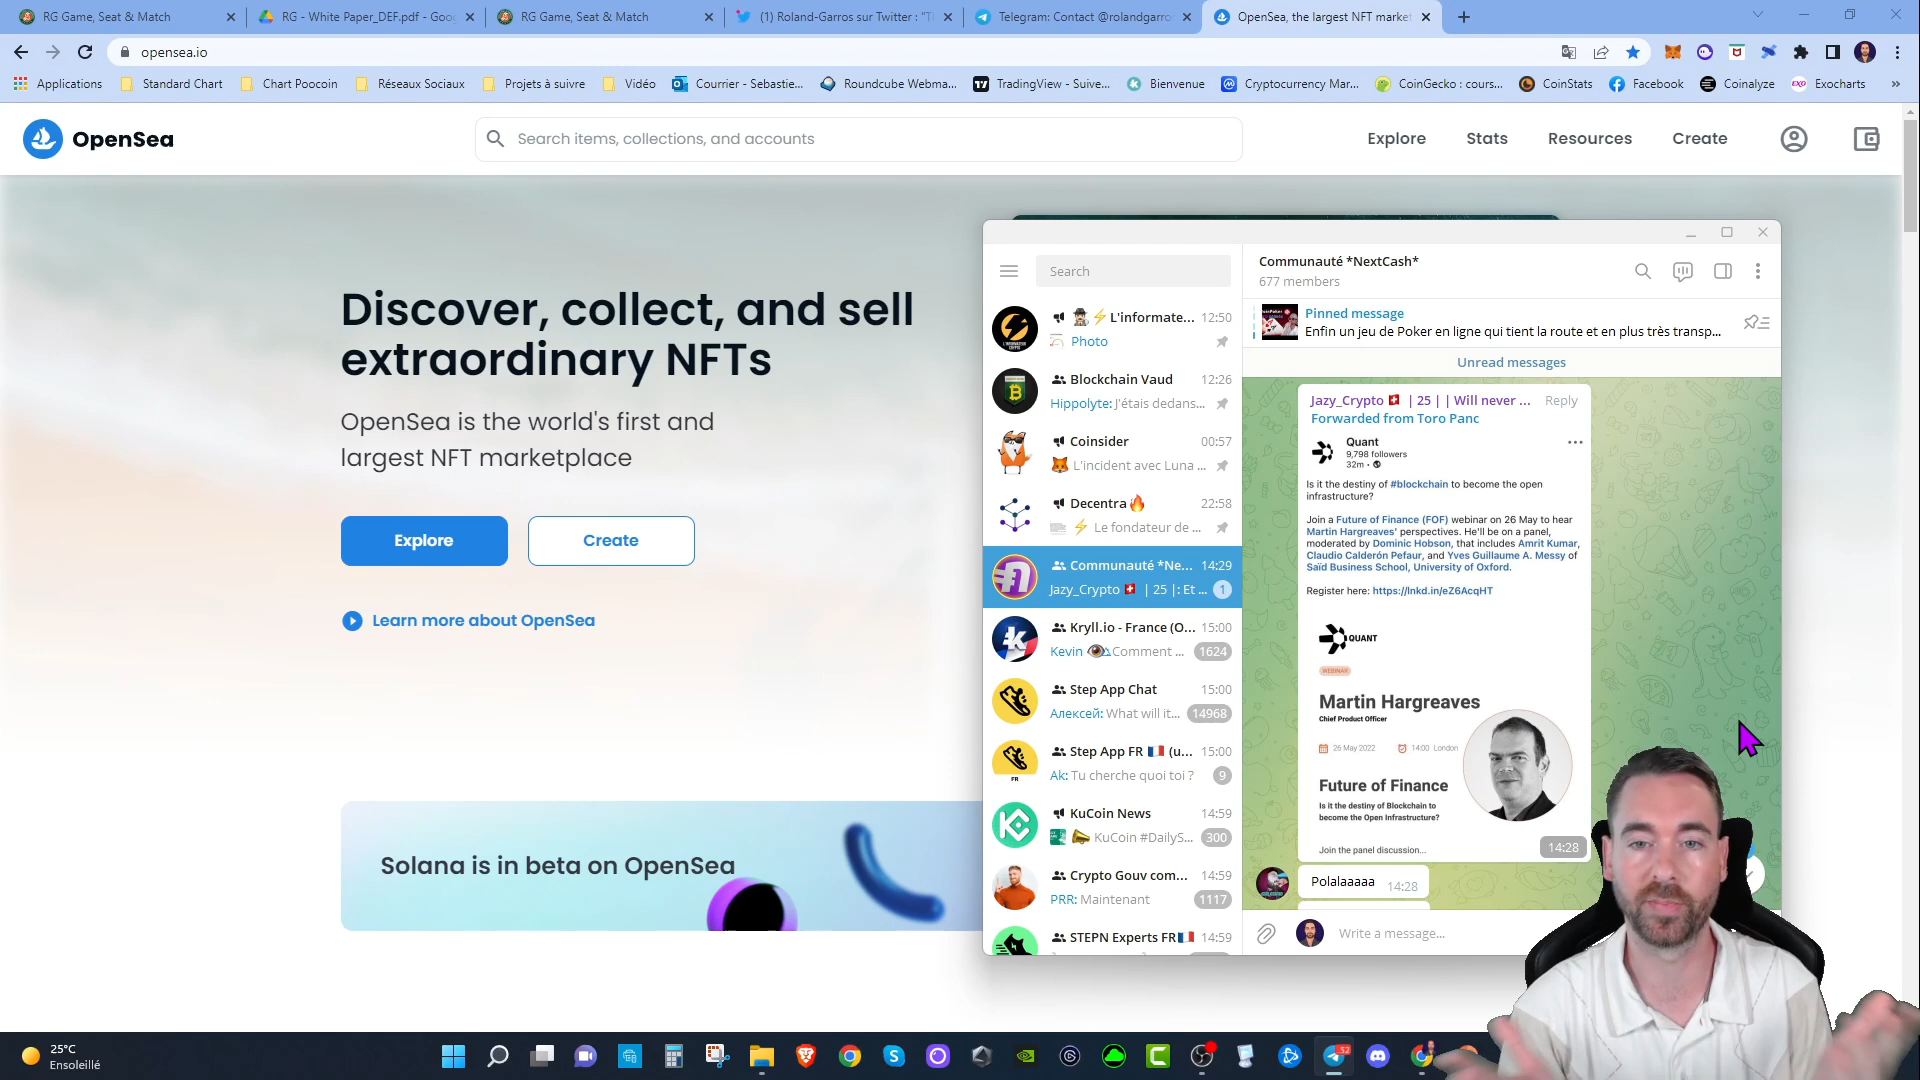 RG Game, Seat & Match
RG - White Paper_DEF.pdf - Goo
RG Game, Seat & Match
(1) Roland-Garros sur Twitter : "Ti
Telegram: Contact @rolandgarro
OpenSea, the largest NFT market
opensea.io
Applications
Standard Chart
Chart Poocoin
Réseaux Sociaux
Projets à suivre
Vidéo
Courrier - Sebastie...
Roundcube Webma...
TradingView - Suive...
Bienvenue
Cryptocurrency Mar...
CoinGecko : cours...
CoinStats
Facebook
Coinalyze
Exocharts
OpenSea
Search items, collections, and accounts
Explore
Stats
Resources
Create
Discover, collect, and sell
extraordinary NFTs
OpenSea is the world's first and
largest NFT marketplace
Explore
Create
Learn more about OpenSea
Solana is in beta on OpenSea
Search
L'informate... 12:50
Photo
Blockchain Vaud 12:26
Hippolyte: J'étais dedans...
Coinsider 00:57
L'incident avec Luna ...
Decentra 22:58
Le fondateur de ...
Communauté *Ne... 14:29
Jazy_Crypto | 25 |: Et ... 1
Kryll.io - France (O... 15:00
Kevin Comment ... 1624
Step App Chat 15:00
Алексей: What will it... 14968
Step App FR (u... 15:00
Ak: Tu cherche quoi toi ? 9
KuCoin News 14:59
KuCoin #DailyS... 300
Crypto Gouv com... 14:59
PRR: Maintenant 1117
STEPN Experts FR 14:59
Communauté *NextCash*
677 members
Pinned message
Enfin un jeu de Poker en ligne qui tient la route et en plus très transp...
Unread messages
Jazy_Crypto | 25 | | Will never ... Reply
Forwarded from Toro Panc
Quant
9,798 followers
32m •
Is it the destiny of #blockchain to become the open
infrastructure?
Join a Future of Finance (FOF) webinar on 26 May to hear
Martin Hargreaves' perspectives. He'll be on a panel,
moderated by Dominic Hobson, that includes Amrit Kumar,
Claudio Calderón Pefaur, and Yves Guillaume A. Messy of
Saïd Business School, University of Oxford.
Register here: https://lnkd.in/eZ6AcqHT
QUANT
WEBINAR
Martin Hargreaves
Chief Product Officer
26 May 2022
14:00 London
Future of Finance
Is it the destiny of Blockchain to
become the Open Infrastructure?
Join the panel discussion...
14:28
Polalaaaaa 14:28
Write a message...
25°C
Ensoleillé